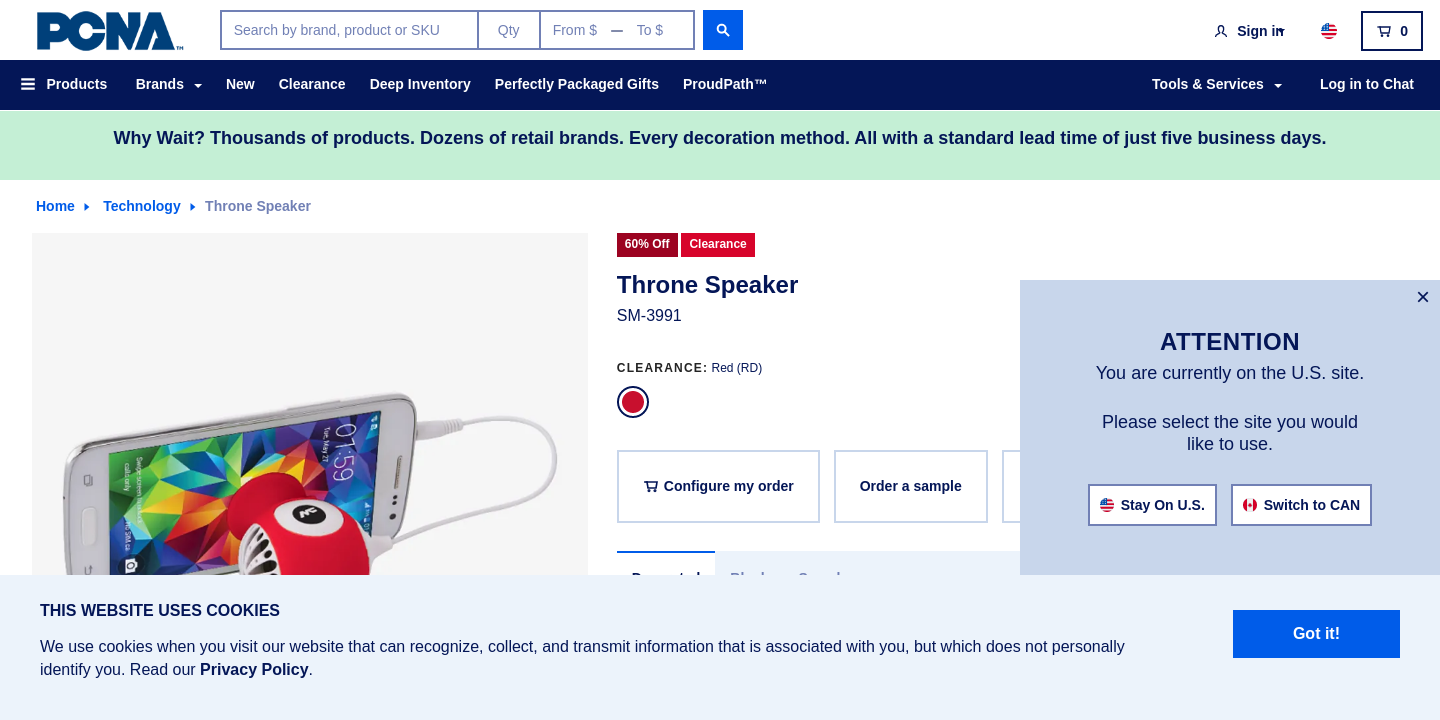 PCNA™
Search by brand, product or SKU
Qty
From $ — To $
Sign in
0
Products
Brands
New
Clearance
Deep Inventory
Perfectly Packaged Gifts
ProudPath™
Tools & Services
Log in to Chat
Why Wait? Thousands of products. Dozens of retail brands. Every decoration method. All with a standard lead time of just five business days.
Home
Technology
Throne Speaker
60% Off
Clearance
Throne Speaker
SM-3991
CLEARANCE: Red (RD)
Configure my order
Order a sample
01:59
Tue, May 27
ATTENTION
You are currently on the U.S. site.
Please select the site you would
like to use.
Stay On U.S.
Switch to CAN
THIS WEBSITE USES COOKIES
We use cookies when you visit our website that can recognize, collect, and transmit information that is associated with you, but which does not personally
identify you. Read our Privacy Policy.
Got it!